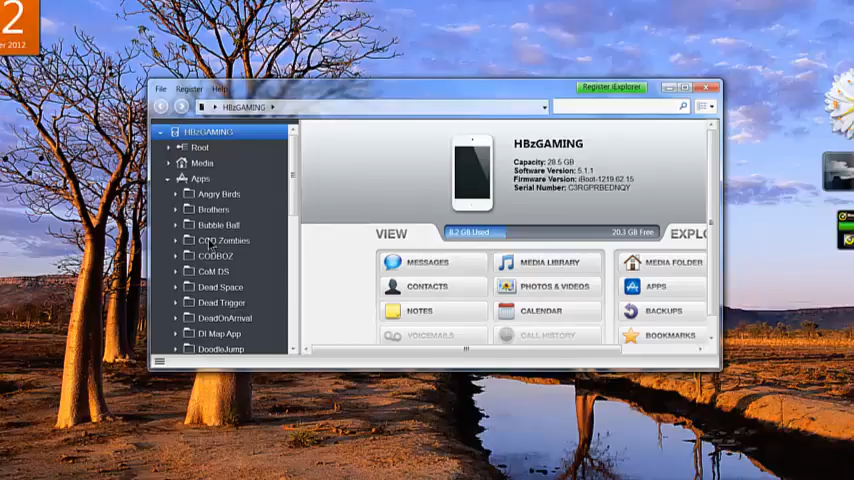 2
er 2012
File Register Help
Register iExplorer
HBzGAMING
HBzGAMING
Root
Media
Apps
Angry Birds
Brothers
Bubble Ball
COD Zombies
CODBOZ
CoM DS
Dead Space
Dead Trigger
DeadOnArrival
DI Map App
DoodleJump
HBzGAMING
Capacity: 28.5 GB
Software Version: 5.1.1
Firmware Version: iBoot-1219.62.15
Serial Number: C3RGPRBEDNQY
VIEW
8.2 GB Used
20.3 GB Free
EXPLO
MESSAGES
MEDIA LIBRARY
MEDIA FOLDER
CONTACTS
PHOTOS & VIDEOS
APPS
NOTES
CALENDAR
BACKUPS
VOICEMAILS
CALL HISTORY
BOOKMARKS